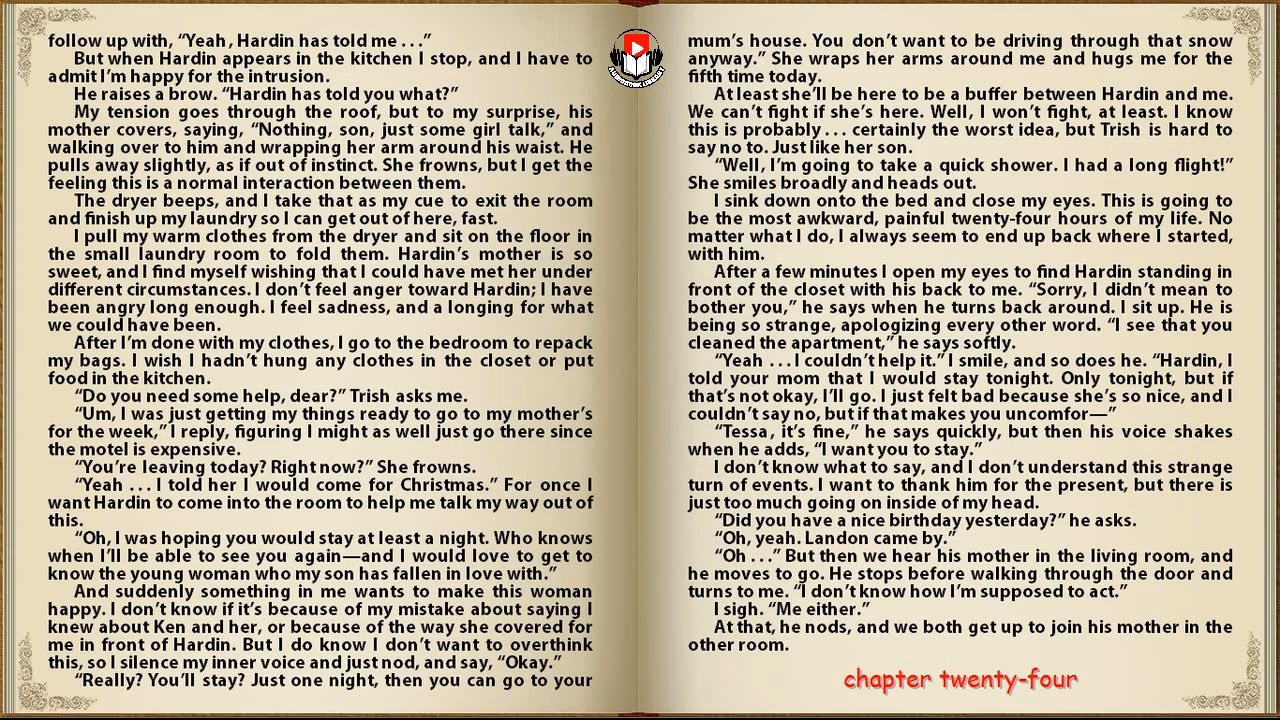 follow up with, “Yeah, Hardin has told me . . .”
But when Hardin appears in the kitchen I stop, and I have to
admit I’m happy for the intrusion.
He raises a brow. “Hardin has told you what?”
My tension goes through the roof, but to my surprise, his
mother covers, saying, “Nothing, son, just some girl talk,” and
walking over to him and wrapping her arm around his waist. He
pulls away slightly, as if out of instinct. She frowns, but I get the
feeling this is a normal interaction between them.
The dryer beeps, and I take that as my cue to exit the room
and finish up my laundry so I can get out of here, fast.
I pull my warm clothes from the dryer and sit on the floor in
the small laundry room to fold them. Hardin’s mother is so
sweet, and I find myself wishing that I could have met her under
different circumstances. I don’t feel anger toward Hardin; I have
been angry long enough. I feel sadness, and a longing for what
we could have been.
After I’m done with my clothes, I go to the bedroom to repack
my bags. I wish I hadn’t hung any clothes in the closet or put
food in the kitchen.
“Do you need some help, dear?” Trish asks me.
“Um, I was just getting my things ready to go to my mother’s
for the week,” I reply, figuring I might as well just go there since
the motel is expensive.
“You’re leaving today? Right now?” She frowns.
“Yeah . . . I told her I would come for Christmas.” For once I
want Hardin to come into the room to help me talk my way out of
this.
“Oh, I was hoping you would stay at least a night. Who knows
when I’ll be able to see you again—and I would love to get to
know the young woman who my son has fallen in love with.”
And suddenly something in me wants to make this woman
happy. I don’t know if it’s because of my mistake about saying I
knew about Ken and her, or because of the way she covered for
me in front of Hardin. But I do know I don’t want to overthink
this, so I silence my inner voice and just nod, and say, “Okay.”
“Really? You’ll stay? Just one night, then you can go to your
mum’s house. You don’t want to be driving through that snow
anyway.” She wraps her arms around me and hugs me for the
fifth time today.
At least she’ll be here to be a buffer between Hardin and me.
We can’t fight if she’s here. Well, I won’t fight, at least. I know
this is probably . . . certainly the worst idea, but Trish is hard to
say no to. Just like her son.
“Well, I’m going to take a quick shower. I had a long flight!”
She smiles broadly and heads out.
I sink down onto the bed and close my eyes. This is going to
be the most awkward, painful twenty-four hours of my life. No
matter what I do, I always seem to end up back where I started,
with him.
After a few minutes I open my eyes to find Hardin standing in
front of the closet with his back to me. “Sorry, I didn’t mean to
bother you,” he says when he turns back around. I sit up. He is
being so strange, apologizing every other word. “I see that you
cleaned the apartment,” he says softly.
“Yeah . . . I couldn’t help it.” I smile, and so does he. “Hardin, I
told your mom that I would stay tonight. Only tonight, but if
that’s not okay, I’ll go. I just felt bad because she’s so nice, and I
couldn’t say no, but if that makes you uncomfor—”
“Tessa, it’s fine,” he says quickly, but then his voice shakes
when he adds, “I want you to stay.”
I don’t know what to say, and I don’t understand this strange
turn of events. I want to thank him for the present, but there is
just too much going on inside of my head.
“Did you have a nice birthday yesterday?” he asks.
“Oh, yeah. Landon came by.”
“Oh . . .” But then we hear his mother in the living room, and
he moves to go. He stops before walking through the door and
turns to me. “I don’t know how I’m supposed to act.”
I sigh. “Me either.”
At that, he nods, and we both get up to join his mother in the
other room.
chapter twenty-four